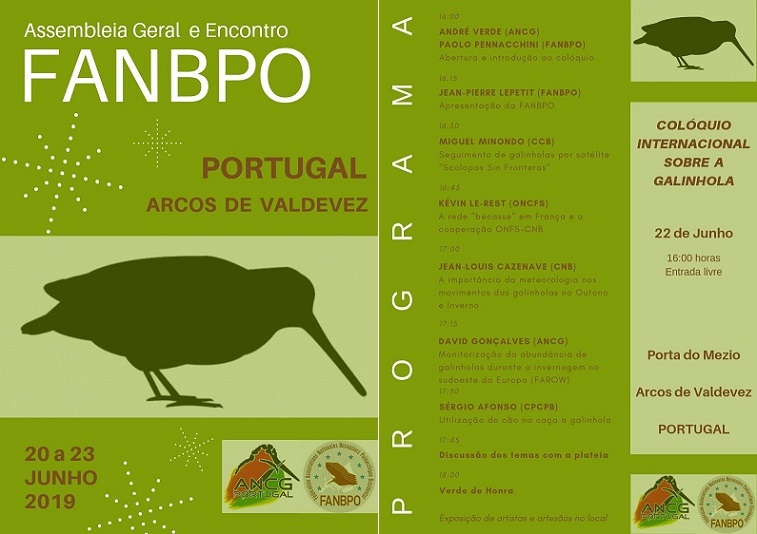 Assembleia Geral e Encontro
FANBPO
PORTUGAL
ARCOS DE VALDEVEZ
20 a 23
JUNHO
2019
ANCG
PORTUGAL
FANBPO
PROGRAMA
16:00
ANDRÉ VERDE (ANCG)
PAOLO PENNACCHINI (FANBPO)
Abertura e introdução ao colóquio
16:15
JEAN-PIERRE LEPETIT (FANBPO)
Apresentação do FANBPO
16:30
MIGUEL MINONDO (CCB)
Seguimento de galinholas por satélite
"Scolopax Sin Fronteras"
16:45
KÉVIN LE-REST (ONCFS)
A rede "bécasse" em França e a
cooperação ONFS-CNB
17:00
JEAN-LOUIS CAZENAVE (CNB)
A importância da meteorologia nos
movimentos das galinholas no Outono
e Inverno
17:15
DAVID GONÇALVES (ANCG)
Monitorização da abundância de
galinholas durante a invernagem no
sudoeste da Europa (FAROW)
17:30
SÉRGIO AFONSO (CPCPB)
Utilização do cão na caça à galinhola
17:45
Discussão dos temas com a plateia
18:00
Verde de Honra
Exposição de artistas e artesãos no local
COLÓQUIO
INTERNACIONAL
SOBRE A
GALINHOLA
22 de Junho
16:00 horas
Entrada livre
Porta do Mezio
Arcos de Valdevez
PORTUGAL
ANCG
PORTUGAL
FANBPO